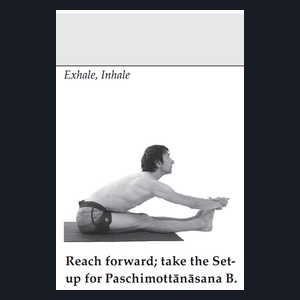 Exhale, Inhale
Reach forward; take the Set-
up for Paschimottānāsana B.